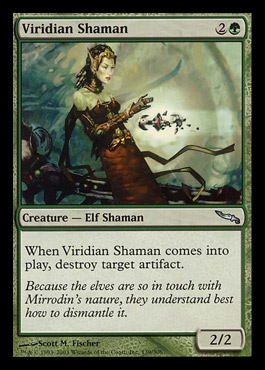 Viridian Shaman 2
Creature — Elf Shaman
When Viridian Shaman comes into
play, destroy target artifact.
Because the elves are so in touch with
Mirrodin's nature, they understand best
how to dismantle it.
Scott M. Fischer
2/2